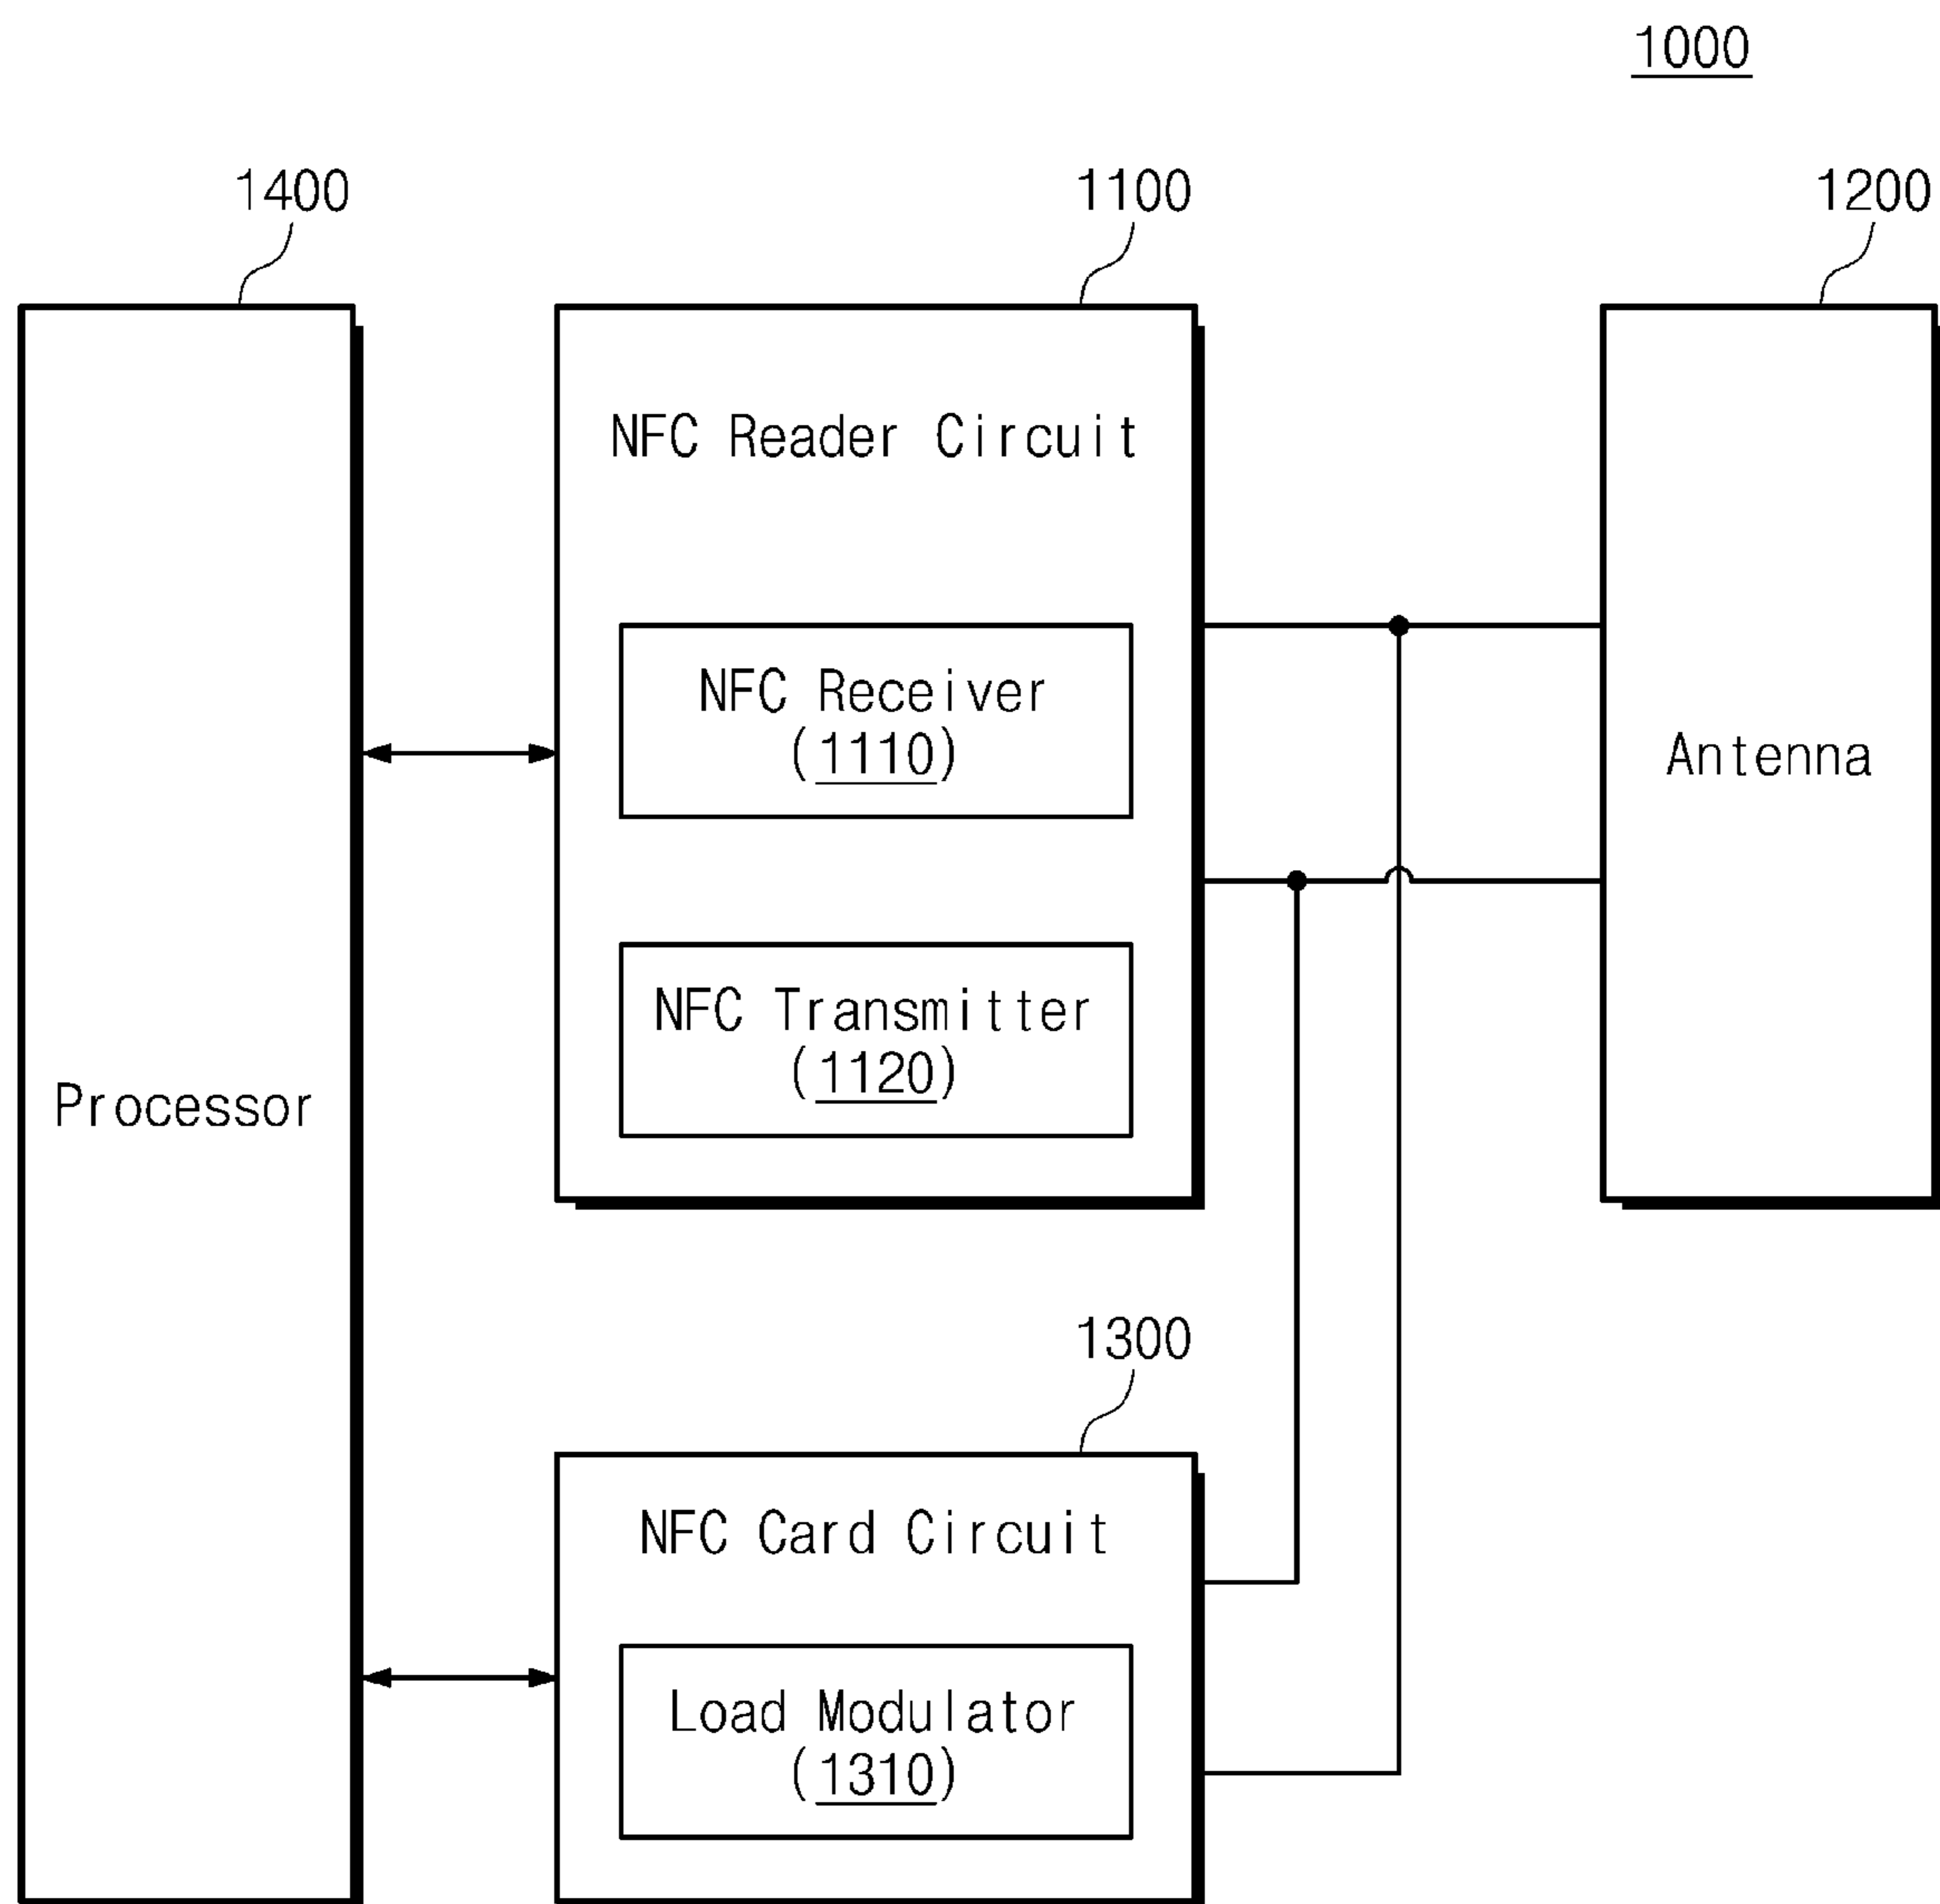 1000
1400
1100
1200
NFC Reader Circuit
NFC Receiver
(1110)
Antenna
NFC Transmitter
(1120)
Processor
1300
NFC Card Circuit
Load Modulator
(1310)